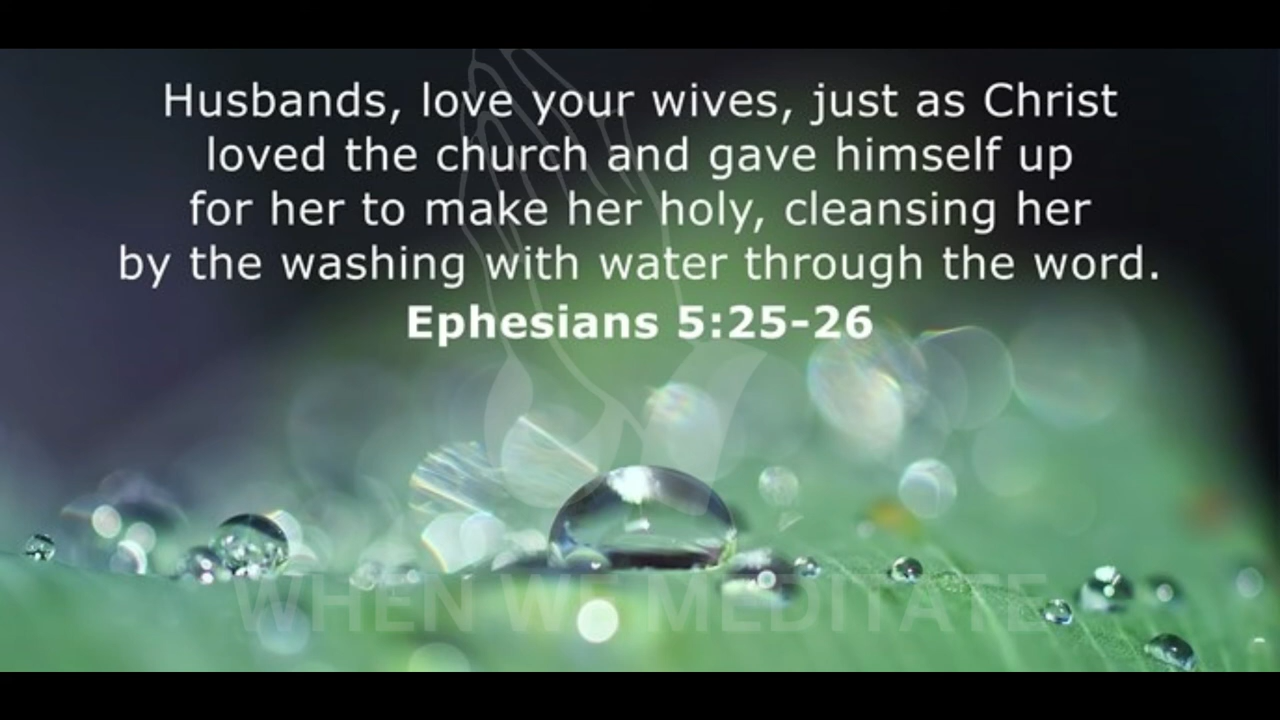 Husbands, love your wives, just as Christ
loved the church and gave himself up
for her to make her holy, cleansing her
by the washing with water through the word.
Ephesians 5:25-26
WHEN WE MEDITATE